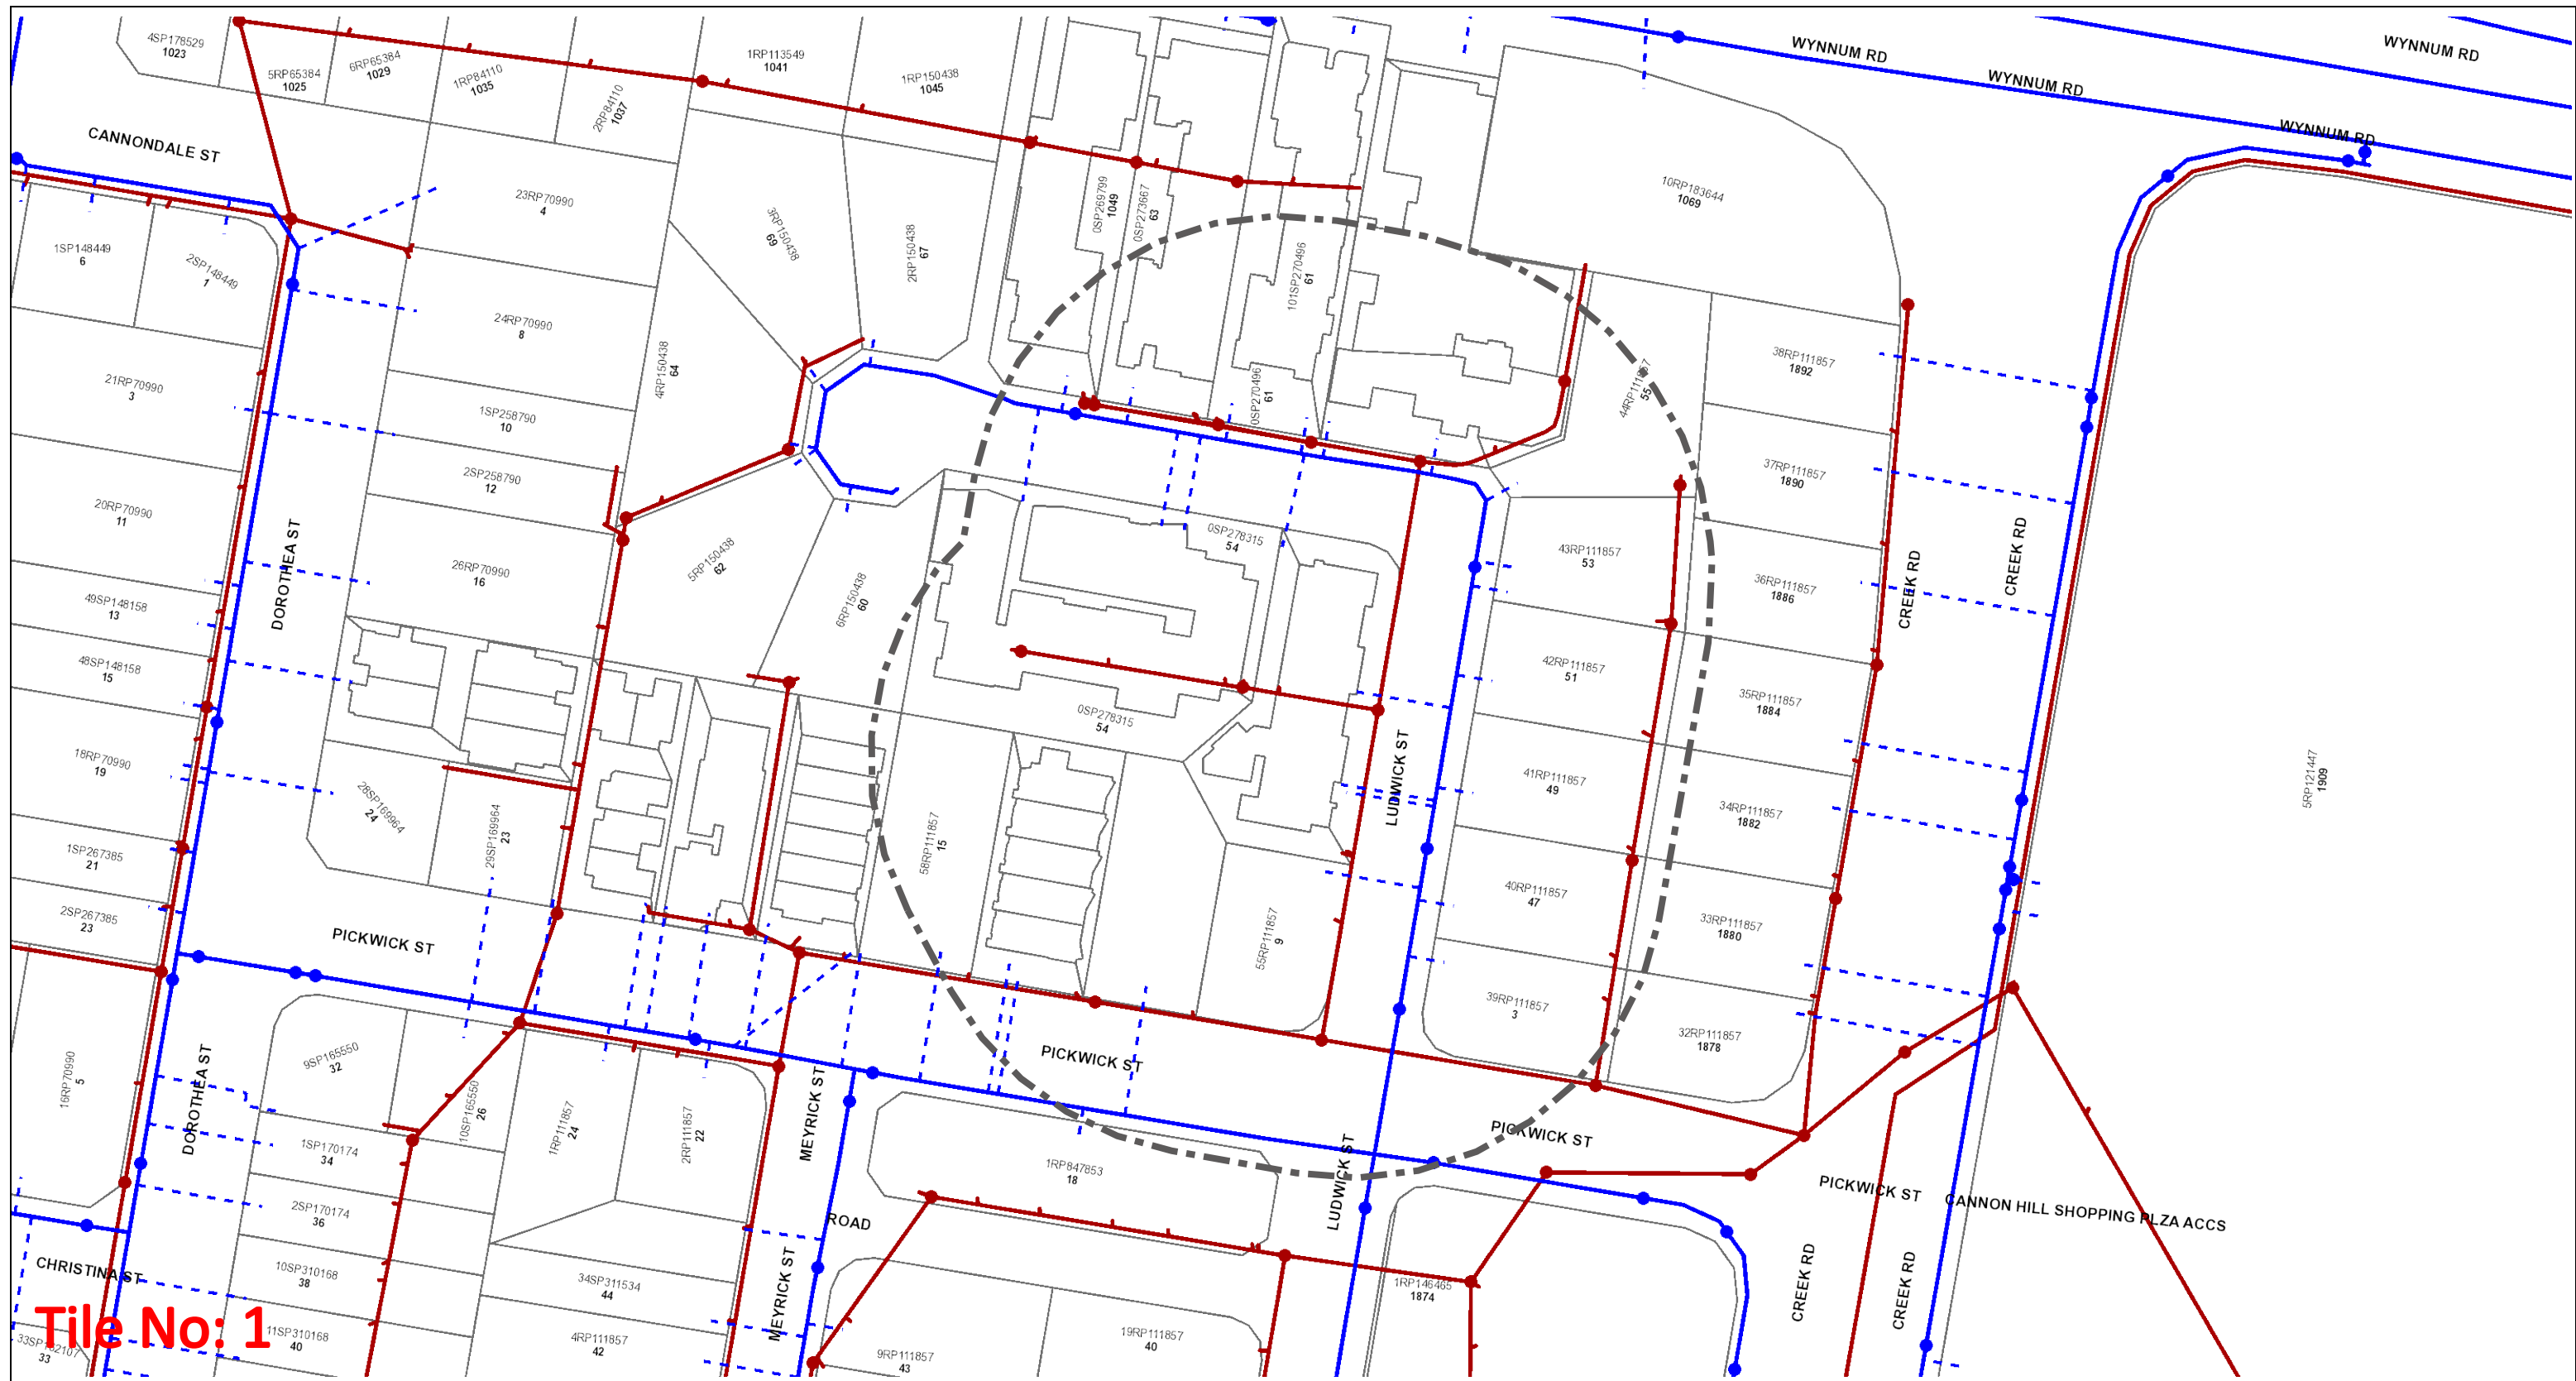 4SP178529
1023
5RP65384
1025
6RP65384
1029
1RP84110
1035
2RP84110
1037
1RP113549
1041
1RP150438
1045
WYNNUM RD
WYNNUM RD
WYNNUM RD
WYNNUM RD
CANNONDALE ST
1SP148449
6
2SP148449
1
23RP70990
4
3RP150438
69
2RP150438
67
0SP269799
1049
0SP273667
63
101SP270496
61
10RP183644
1069
24RP70990
8
4RP150438
64
0SP270496
61
44RP111857
55
38RP111857
1892
21RP70990
3
1SP258790
10
2SP258790
12
37RP111857
1890
20RP70990
11
DOROTHEA ST
26RP70990
16
5RP150438
62
6RP150438
60
0SP278315
54
43RP111857
53
36RP111857
1886
CREEK RD
CREEK RD
49SP148158
13
48SP148158
15
42RP111857
51
35RP111857
1884
0SP278315
54
18RP70990
19
28SP169964
24
29SP169964
23
58RP111857
15
LUDWICK ST
41RP111857
49
34RP111857
1882
5RP121447
1909
1SP267385
21
2SP267385
23
40RP111857
47
33RP111857
1880
PICKWICK ST
55RP111857
9
39RP111857
3
32RP111857
1878
16RP70990
5
DOROTHEA ST
9SP165550
32
10SP165550
26
1RP111857
24
2RP111857
22
MEYRICK ST
PICKWICK ST
PICKWICK ST
1SP170174
34
1RP847853
18
LUDWICK ST
PICKWICK ST
CANNON HILL SHOPPING PLZA ACCS
2SP170174
36
ROAD
CHRISTINA ST
10SP310168
38
34SP311534
44
MEYRICK ST
1RP146465
1874
CREEK RD
CREEK RD
Tile No: 1
33
11SP310168
40
4RP111857
42
9RP111857
43
19RP111857
40